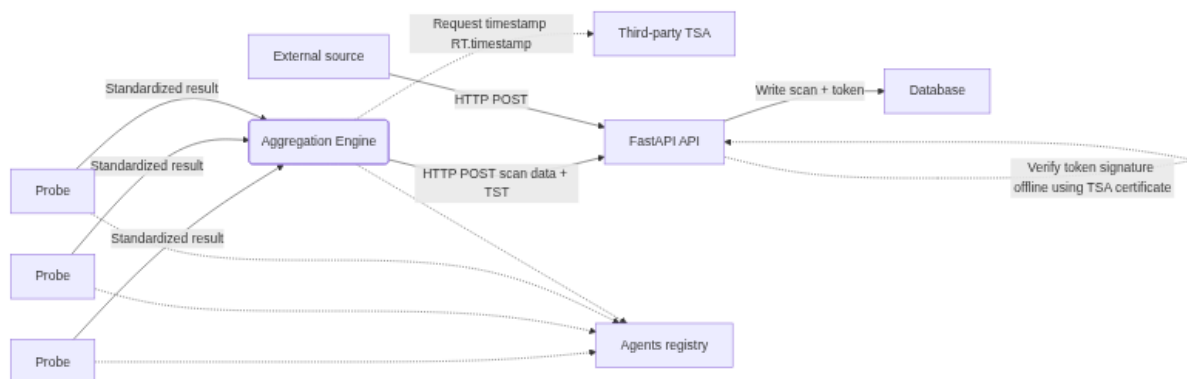 Request timestamp
RT.timestamp
Third-party TSA
External source
Standardized result
HTTP POST
Write scan + token
Database
Aggregation Engine
FastAPI API
Standardized result
Probe
HTTP POST scan data +
TST
Verify token signature
offline using TSA certificate
Standardized result
Probe
Agents registry
Probe